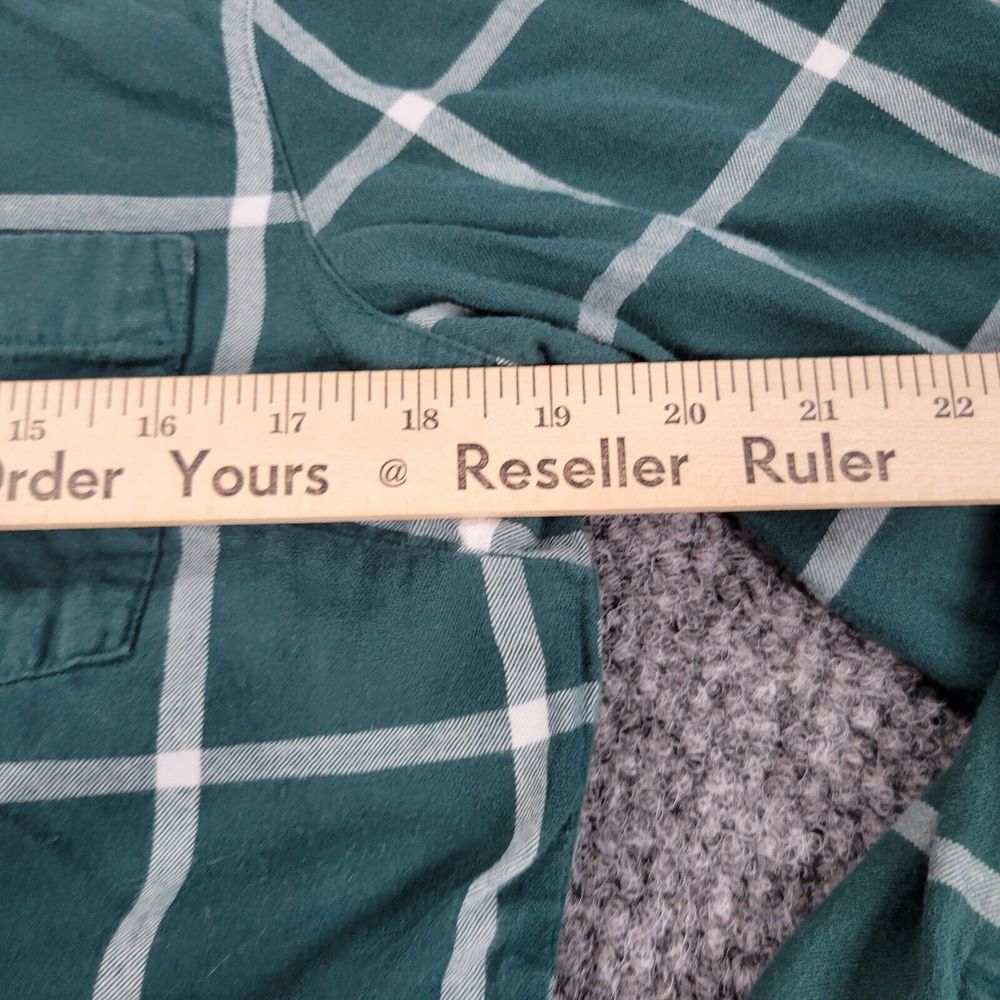 15 16 17 18 19 20 21 22
Order Yours @ Reseller Ruler